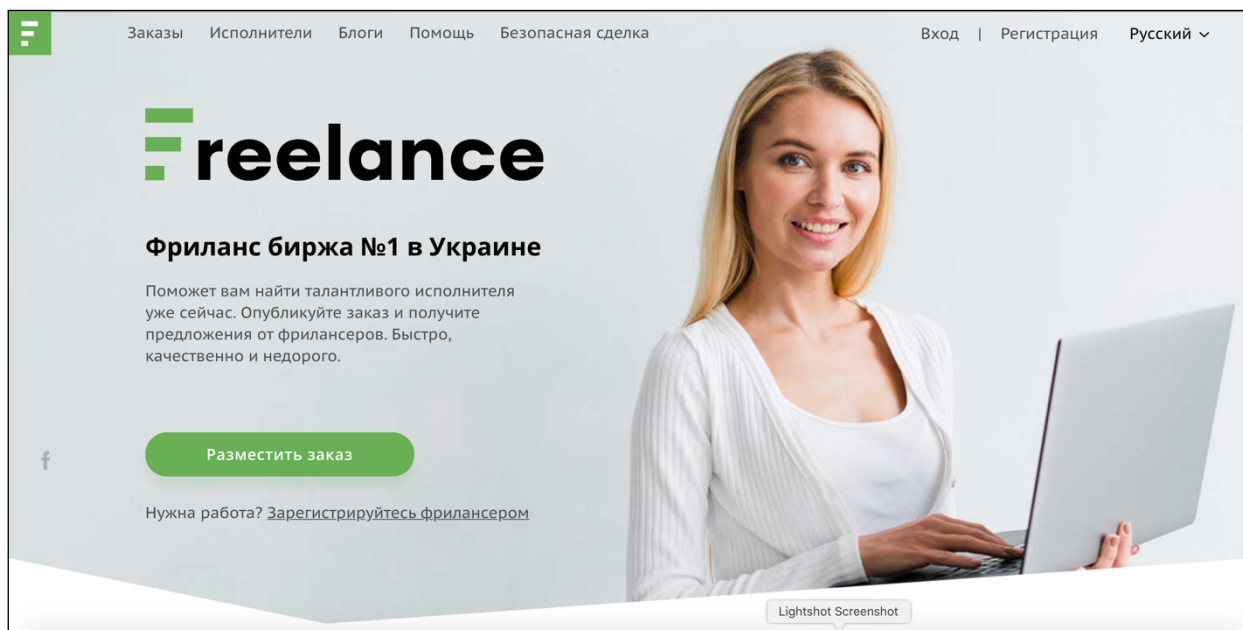 Заказы Исполнители Блоги Помощь Безопасная сделка Вход | Регистрация Русский
Freelance
Фриланс биржа №1 в Украине
Поможет вам найти талантливого исполнителя
уже сейчас. Опубликуйте заказ и получите
предложения от фрилансеров. Быстро,
качественно и недорого.
Разместить заказ
Нужна работа? Зарегистрируйтесь фрилансером
Lightshot Screenshot